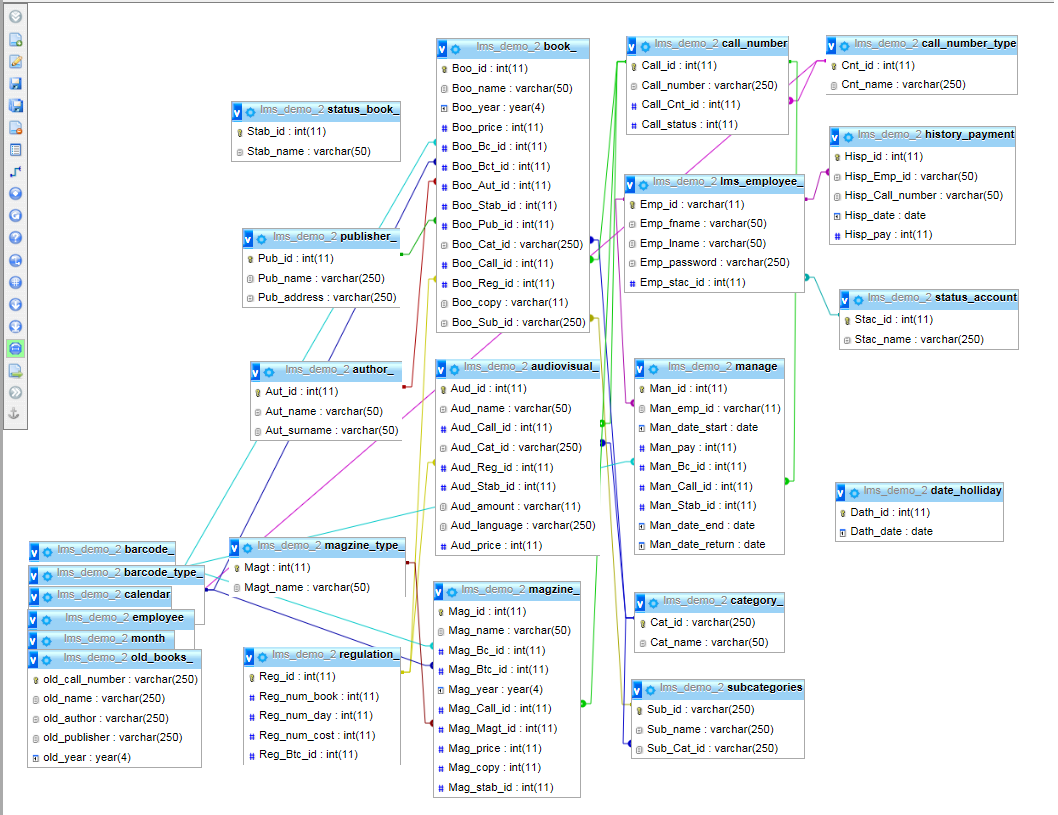 lms_demo_2 status_book_
Stab_id : int(11)
Stab_name : varchar(50)
lms_demo_2 publisher_
Pub_id : int(11)
Pub_name : varchar(250)
Pub_address : varchar(250)
lms_demo_2 author_
Aut_id : int(11)
Aut_name : varchar(50)
Aut_surname : varchar(50)
lms_demo_2 barcode_
lms_demo_2 barcode_type_
lms_demo_2 calendar
lms_demo_2 employee
lms_demo_2 month
lms_demo_2 old_books_
old_call_number : varchar(250)
old_name : varchar(250)
old_author : varchar(250)
old_publisher : varchar(250)
old_year : year(4)
lms_demo_2 magzine_type_
Magt : int(11)
Magt_name : varchar(50)
lms_demo_2 regulation_
Reg_id : int(11)
Reg_num_book : int(11)
Reg_num_day : int(11)
Reg_num_cost : int(11)
Reg_Btc_id : int(11)
lms_demo_2 book_
Boo_id : int(11)
Boo_name : varchar(50)
Boo_year : year(4)
Boo_price : int(11)
Boo_Bc_id : int(11)
Boo_Bct_id : int(11)
Boo_Aut_id : int(11)
Boo_Stab_id : int(11)
Boo_Pub_id : int(11)
Boo_Cat_id : varchar(250)
Boo_Call_id : int(11)
Boo_Reg_id : int(11)
Boo_copy : varchar(11)
Boo_Sub_id : varchar(250)
lms_demo_2 audiovisual_
Aud_id : int(11)
Aud_name : varchar(50)
Aud_Call_id : int(11)
Aud_Cat_id : varchar(250)
Aud_Reg_id : int(11)
Aud_Stab_id : int(11)
Aud_amount : varchar(11)
Aud_language : varchar(250)
Aud_price : int(11)
lms_demo_2 magzine_
Mag_id : int(11)
Mag_name : varchar(50)
Mag_Bc_id : int(11)
Mag_Btc_id : int(11)
Mag_year : year(4)
Mag_Call_id : int(11)
Mag_Magt_id : int(11)
Mag_price : int(11)
Mag_copy : int(11)
Mag_stab_id : int(11)
lms_demo_2 call_number
Call_id : int(11)
Call_number : varchar(250)
Call_Cnt_id : int(11)
Call_status : int(11)
lms_demo_2 lms_employee_
Emp_id : varchar(11)
Emp_fname : varchar(50)
Emp_lname : varchar(50)
Emp_password : varchar(250)
Emp_stac_id : int(11)
lms_demo_2 manage
Man_id : int(11)
Man_emp_id : varchar(11)
Man_date_start : date
Man_pay : int(11)
Man_Bc_id : int(11)
Man_Call_id : int(11)
Man_Stab_id : int(11)
Man_date_end : date
Man_date_return : date
lms_demo_2 category_
Cat_id : varchar(250)
Cat_name : varchar(50)
lms_demo_2 subcategories
Sub_id : varchar(250)
Sub_name : varchar(250)
Sub_Cat_id : varchar(250)
lms_demo_2 call_number_type
Cnt_id : int(11)
Cnt_name : varchar(250)
lms_demo_2 history_payment
Hisp_id : int(11)
Hisp_Emp_id : varchar(50)
Hisp_Call_number : varchar(50)
Hisp_date : date
Hisp_pay : int(11)
lms_demo_2 status_account
Stac_id : int(11)
Stac_name : varchar(250)
lms_demo_2 date_holliday
Dath_id : int(11)
Dath_date : date